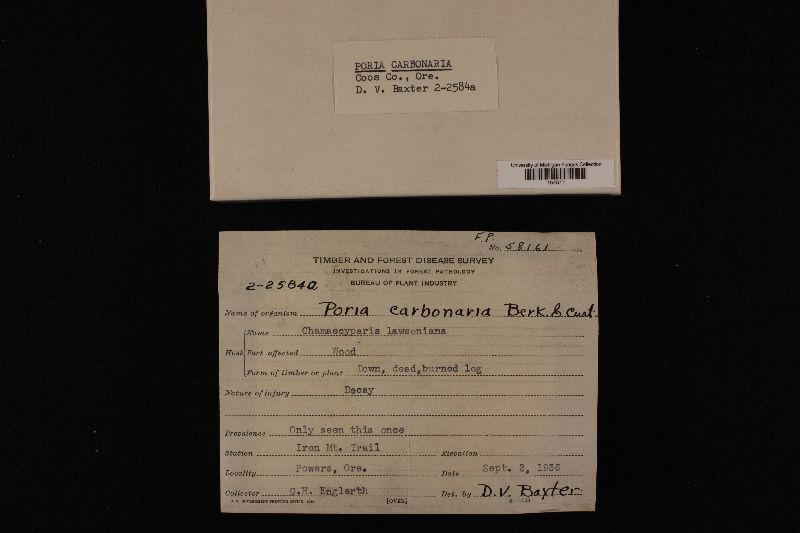 PORIA CARBONARIA
Coos Co., Ore.
D. V. Baxter 2-2584a
University of Michigan Fungus Collection
F.P.
No. 58161
TIMBER AND FOREST DISEASE SURVEY
INVESTIGATIONS IN FOREST PATHOLOGY
2-2584a BUREAU OF PLANT INDUSTRY
Name of organism Poria carbonaria Berk. & Curt.
Name Chamaecyparis lawsoniana
Host Part affected Wood
Form of timber or plant Down, dead, burned log
Nature of injury Decay
Prevalence Only seen this once
Station Iron Mt. Trail Elevation
Locality Powers, Ore. Date Sept. 2, 1936
Collector G.H. Englerth Det. by D.V. Baxter
U. S. GOVERNMENT PRINTING OFFICE [OVER]